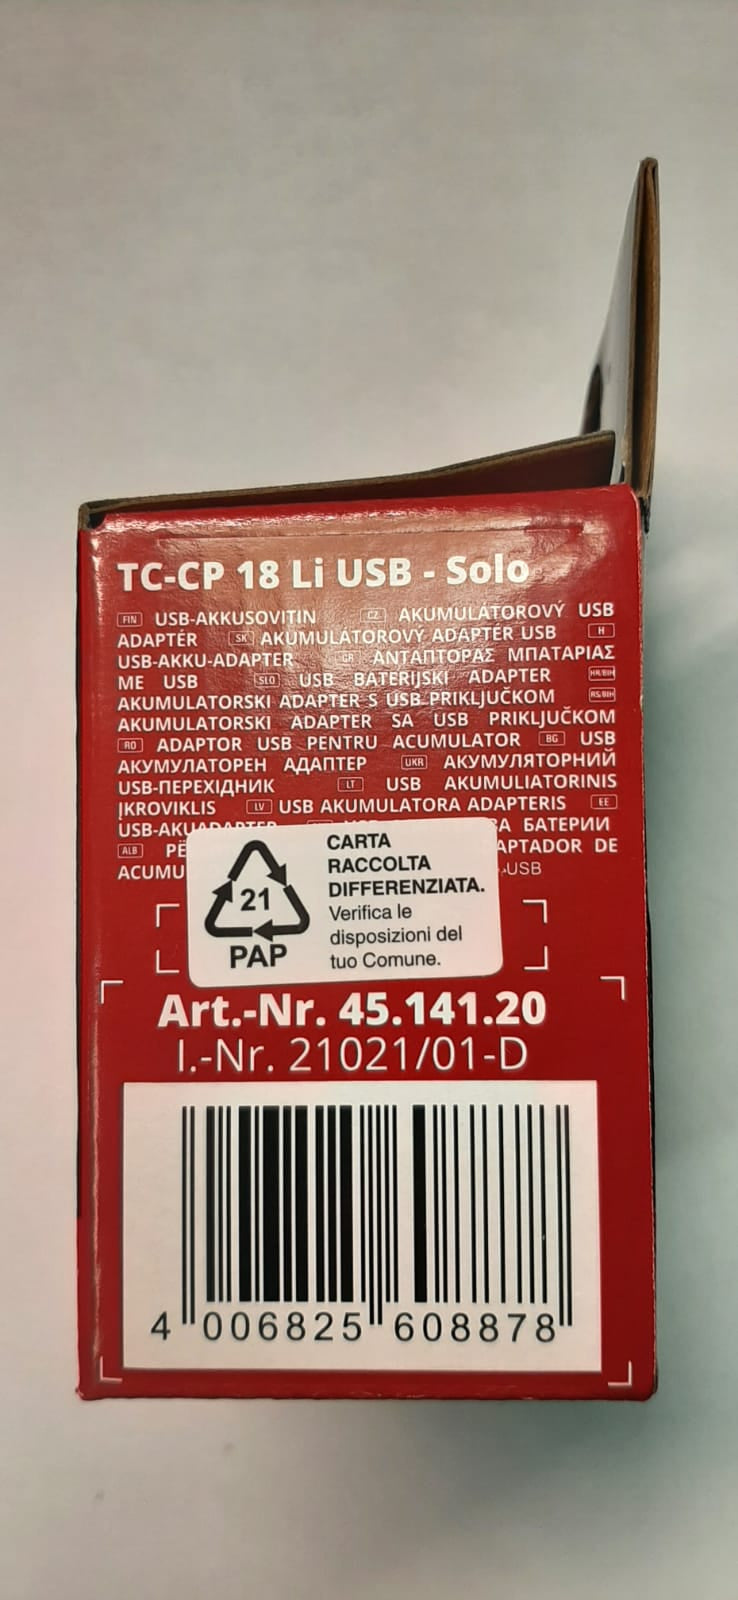 TC-CP 18 Li USB - Solo
FIN USB-AKKUSOVITIN CZ AKUMULÁTOROVÝ USB
ADAPTÉR SK AKUMULÁTOROVÝ ADAPTÉR USB H
USB-AKKU-ADAPTER GR ΑΝΤΑΠΤΟΡΑΣ ΜΠΑΤΑΡΙΑΣ
ΜΕ USB SLO USB BATERIJSKI ADAPTER HR/BIH
AKUMULATORSKI ADAPTER S USB PRIKLJUČKOM RS/BIH
AKUMULATORSKI ADAPTER SA USB PRIKLJUČKOM
RO ADAPTOR USB PENTRU ACUMULATOR BG USB
АКУМУЛАТОРЕН АДАПТЕР UKR АКУМУЛЯТОРНИЙ
USB-ПЕРЕХІДНИК LT USB AKUMULIATORINIS
ĮKROVIKLIS LV USB AKUMULATORA ADAPTERIS EE
USB-AKUADAPTER БАТЕРИИ
ALB DE
USB
CARTA
RACCOLTA
DIFFERENZIATA.
Verifica le
disposizioni del
tuo Comune.
21
PAP
Art.-Nr. 45.141.20
I.-Nr. 21021/01-D
4 006825 608878